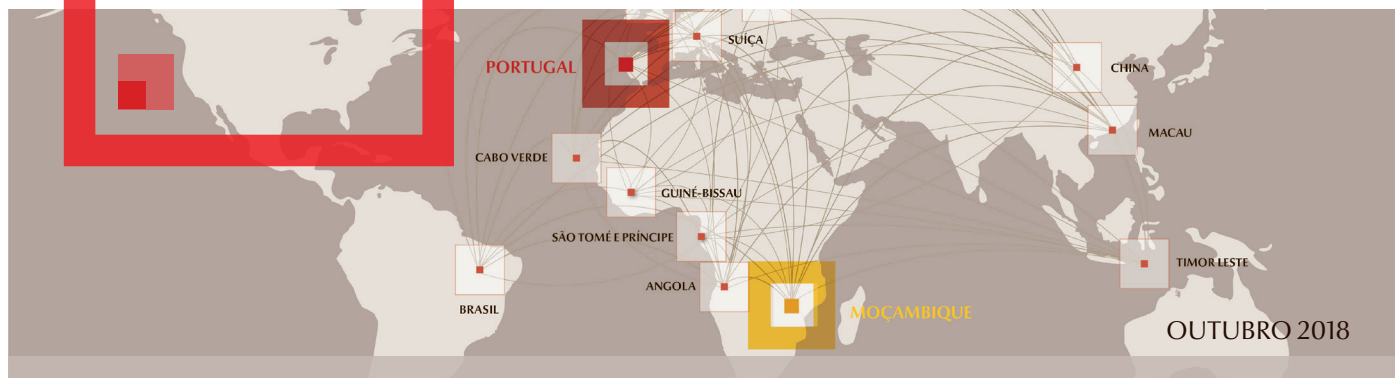 SUÍÇA
PORTUGAL
CHINA
MACAU
CABO VERDE
GUINÉ-BISSAU
SÃO TOMÉ E PRÍNCIPE
TIMOR LESTE
ANGOLA
BRASIL
MOÇAMBIQUE
OUTUBRO 2018